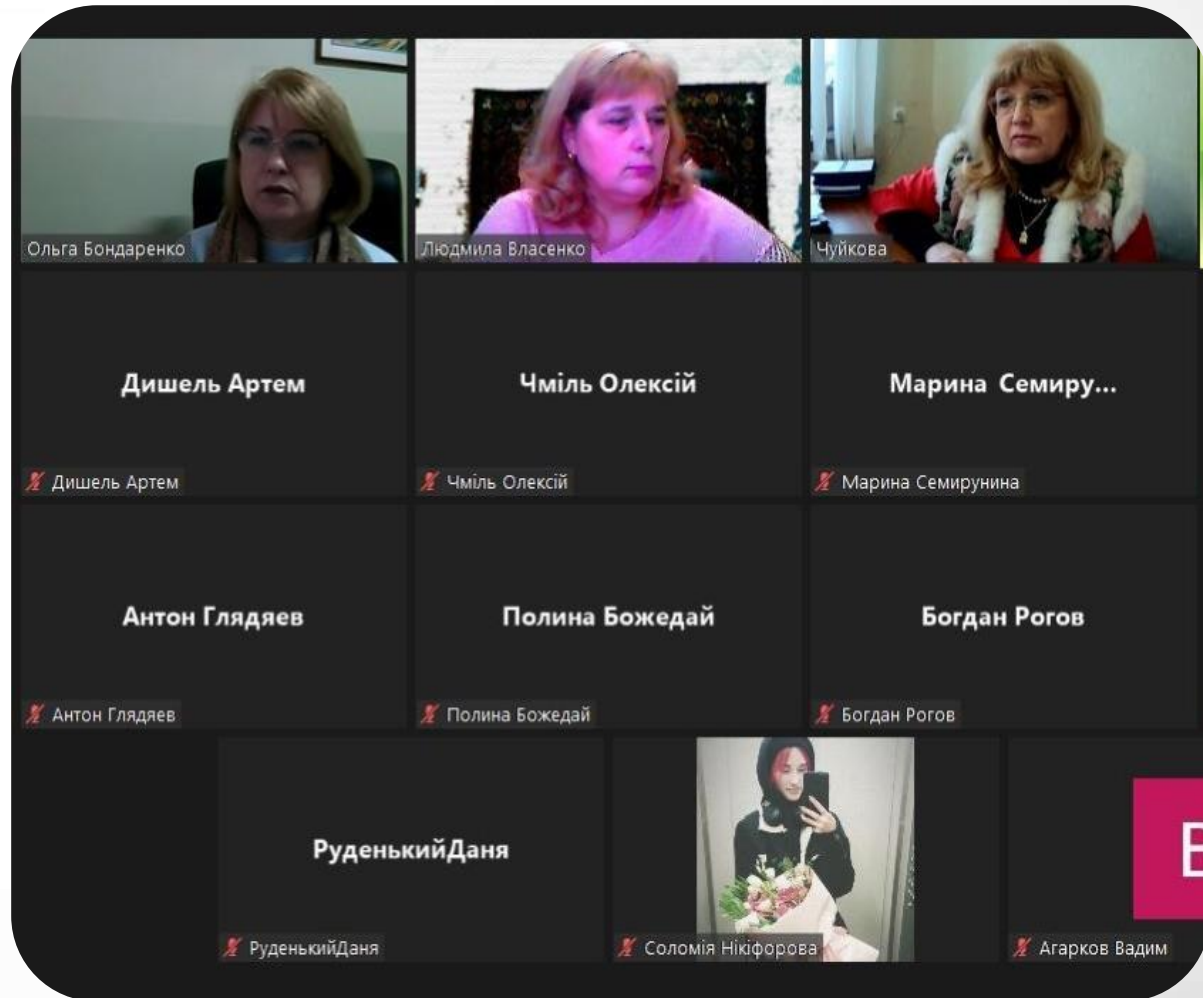 Ольга Бондаренко
Людмила Власенко
Чуйкова
Дишель Артем
Чміль Олексій
Марина Семиру...
Дишель Артем
Чміль Олексій
Марина Семирунина
Антон Глядяев
Полина Божедай
Богдан Рогов
Антон Глядяев
Полина Божедай
Богдан Рогов
РуденькийДаня
РуденькийДаня
Соломія Нікіфорова
Агарков Вадим